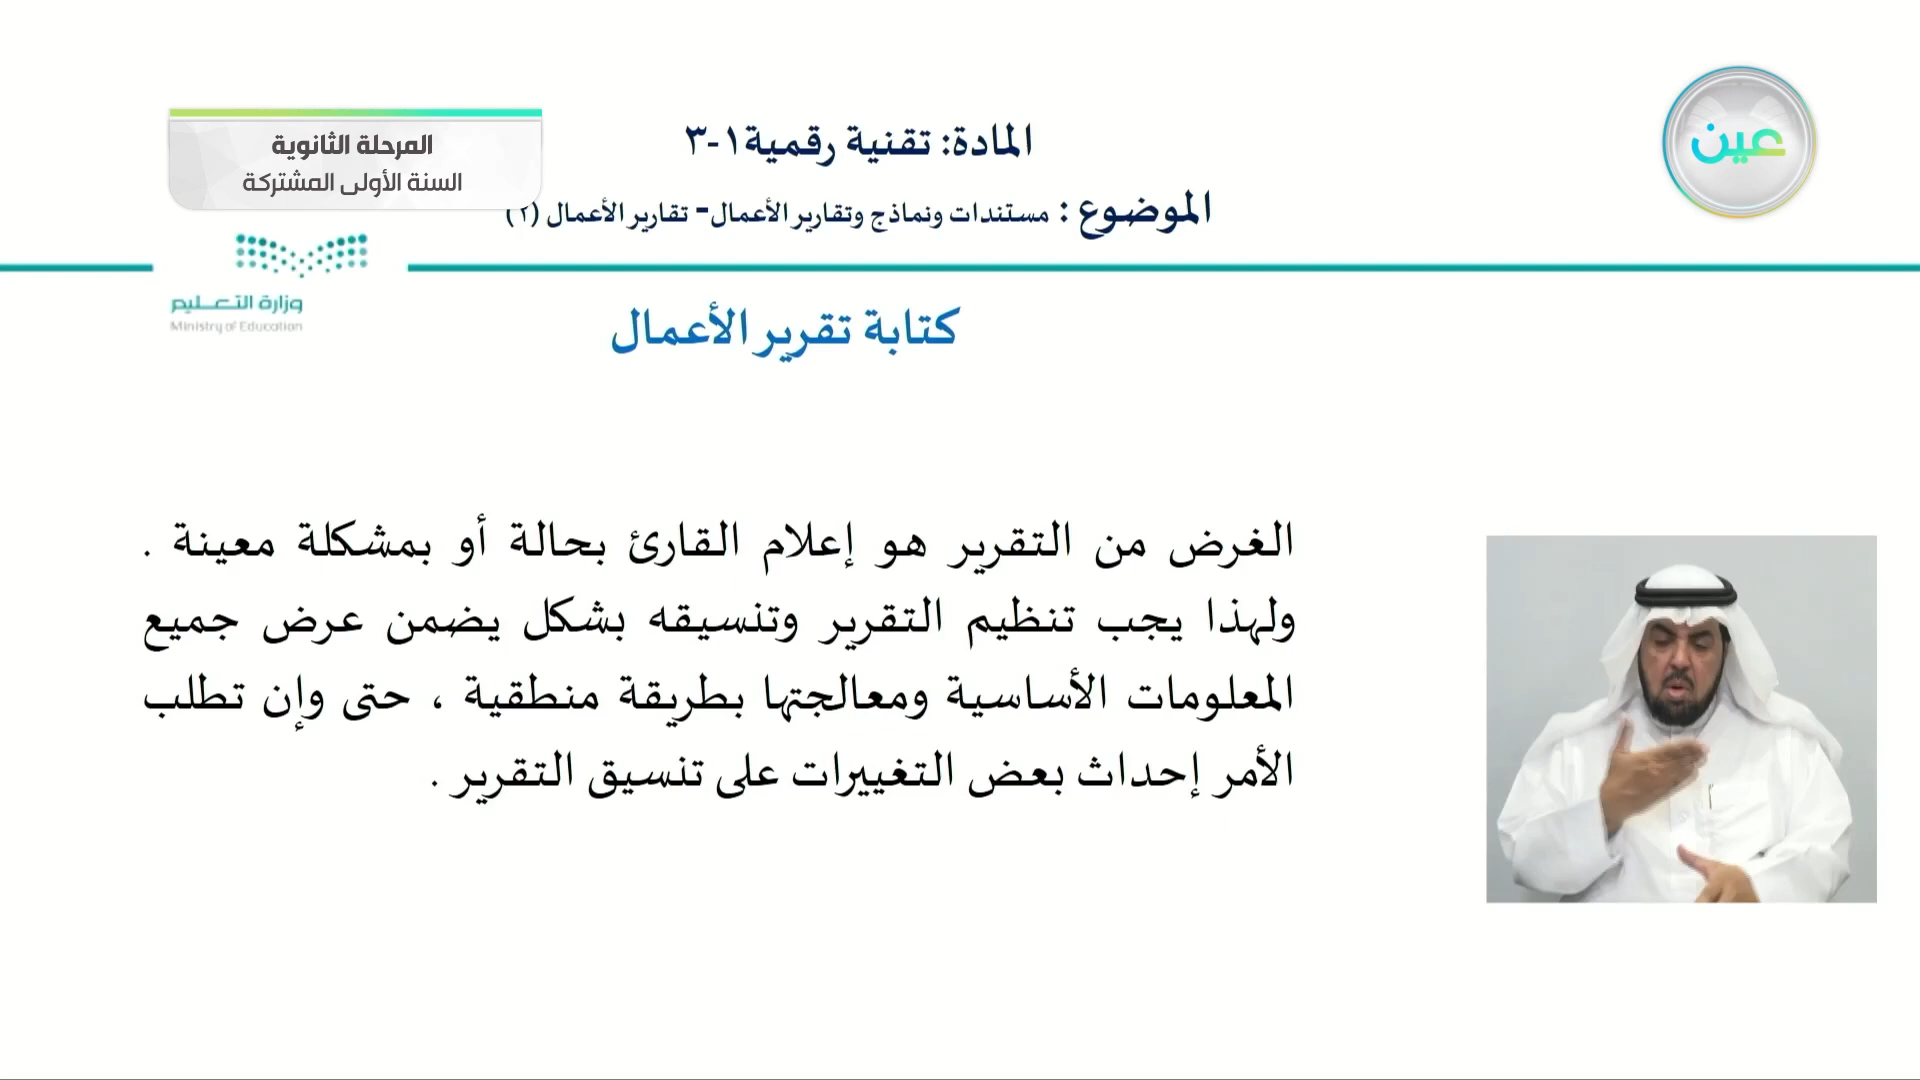 المرحلة الثانوية
السنة الأولى المشتركة
المادة: تقنية رقمية١-٣
الموضوع : مستندات ونماذج وتقارير الأعمال- تقارير الأعمال (٢)
عين
وزارة التعليم
Ministry of Education
كتابة تقرير الأعمال
الغرض من التقرير هو إعلام القارئ بحالة أو بمشكلة معينة .
ولهذا يجب تنظيم التقرير وتنسيقه بشكل يضمن عرض جميع
المعلومات الأساسية ومعالجتها بطريقة منطقية ، حتى وإن تطلب
الأمر إحداث بعض التغييرات على تنسيق التقرير .